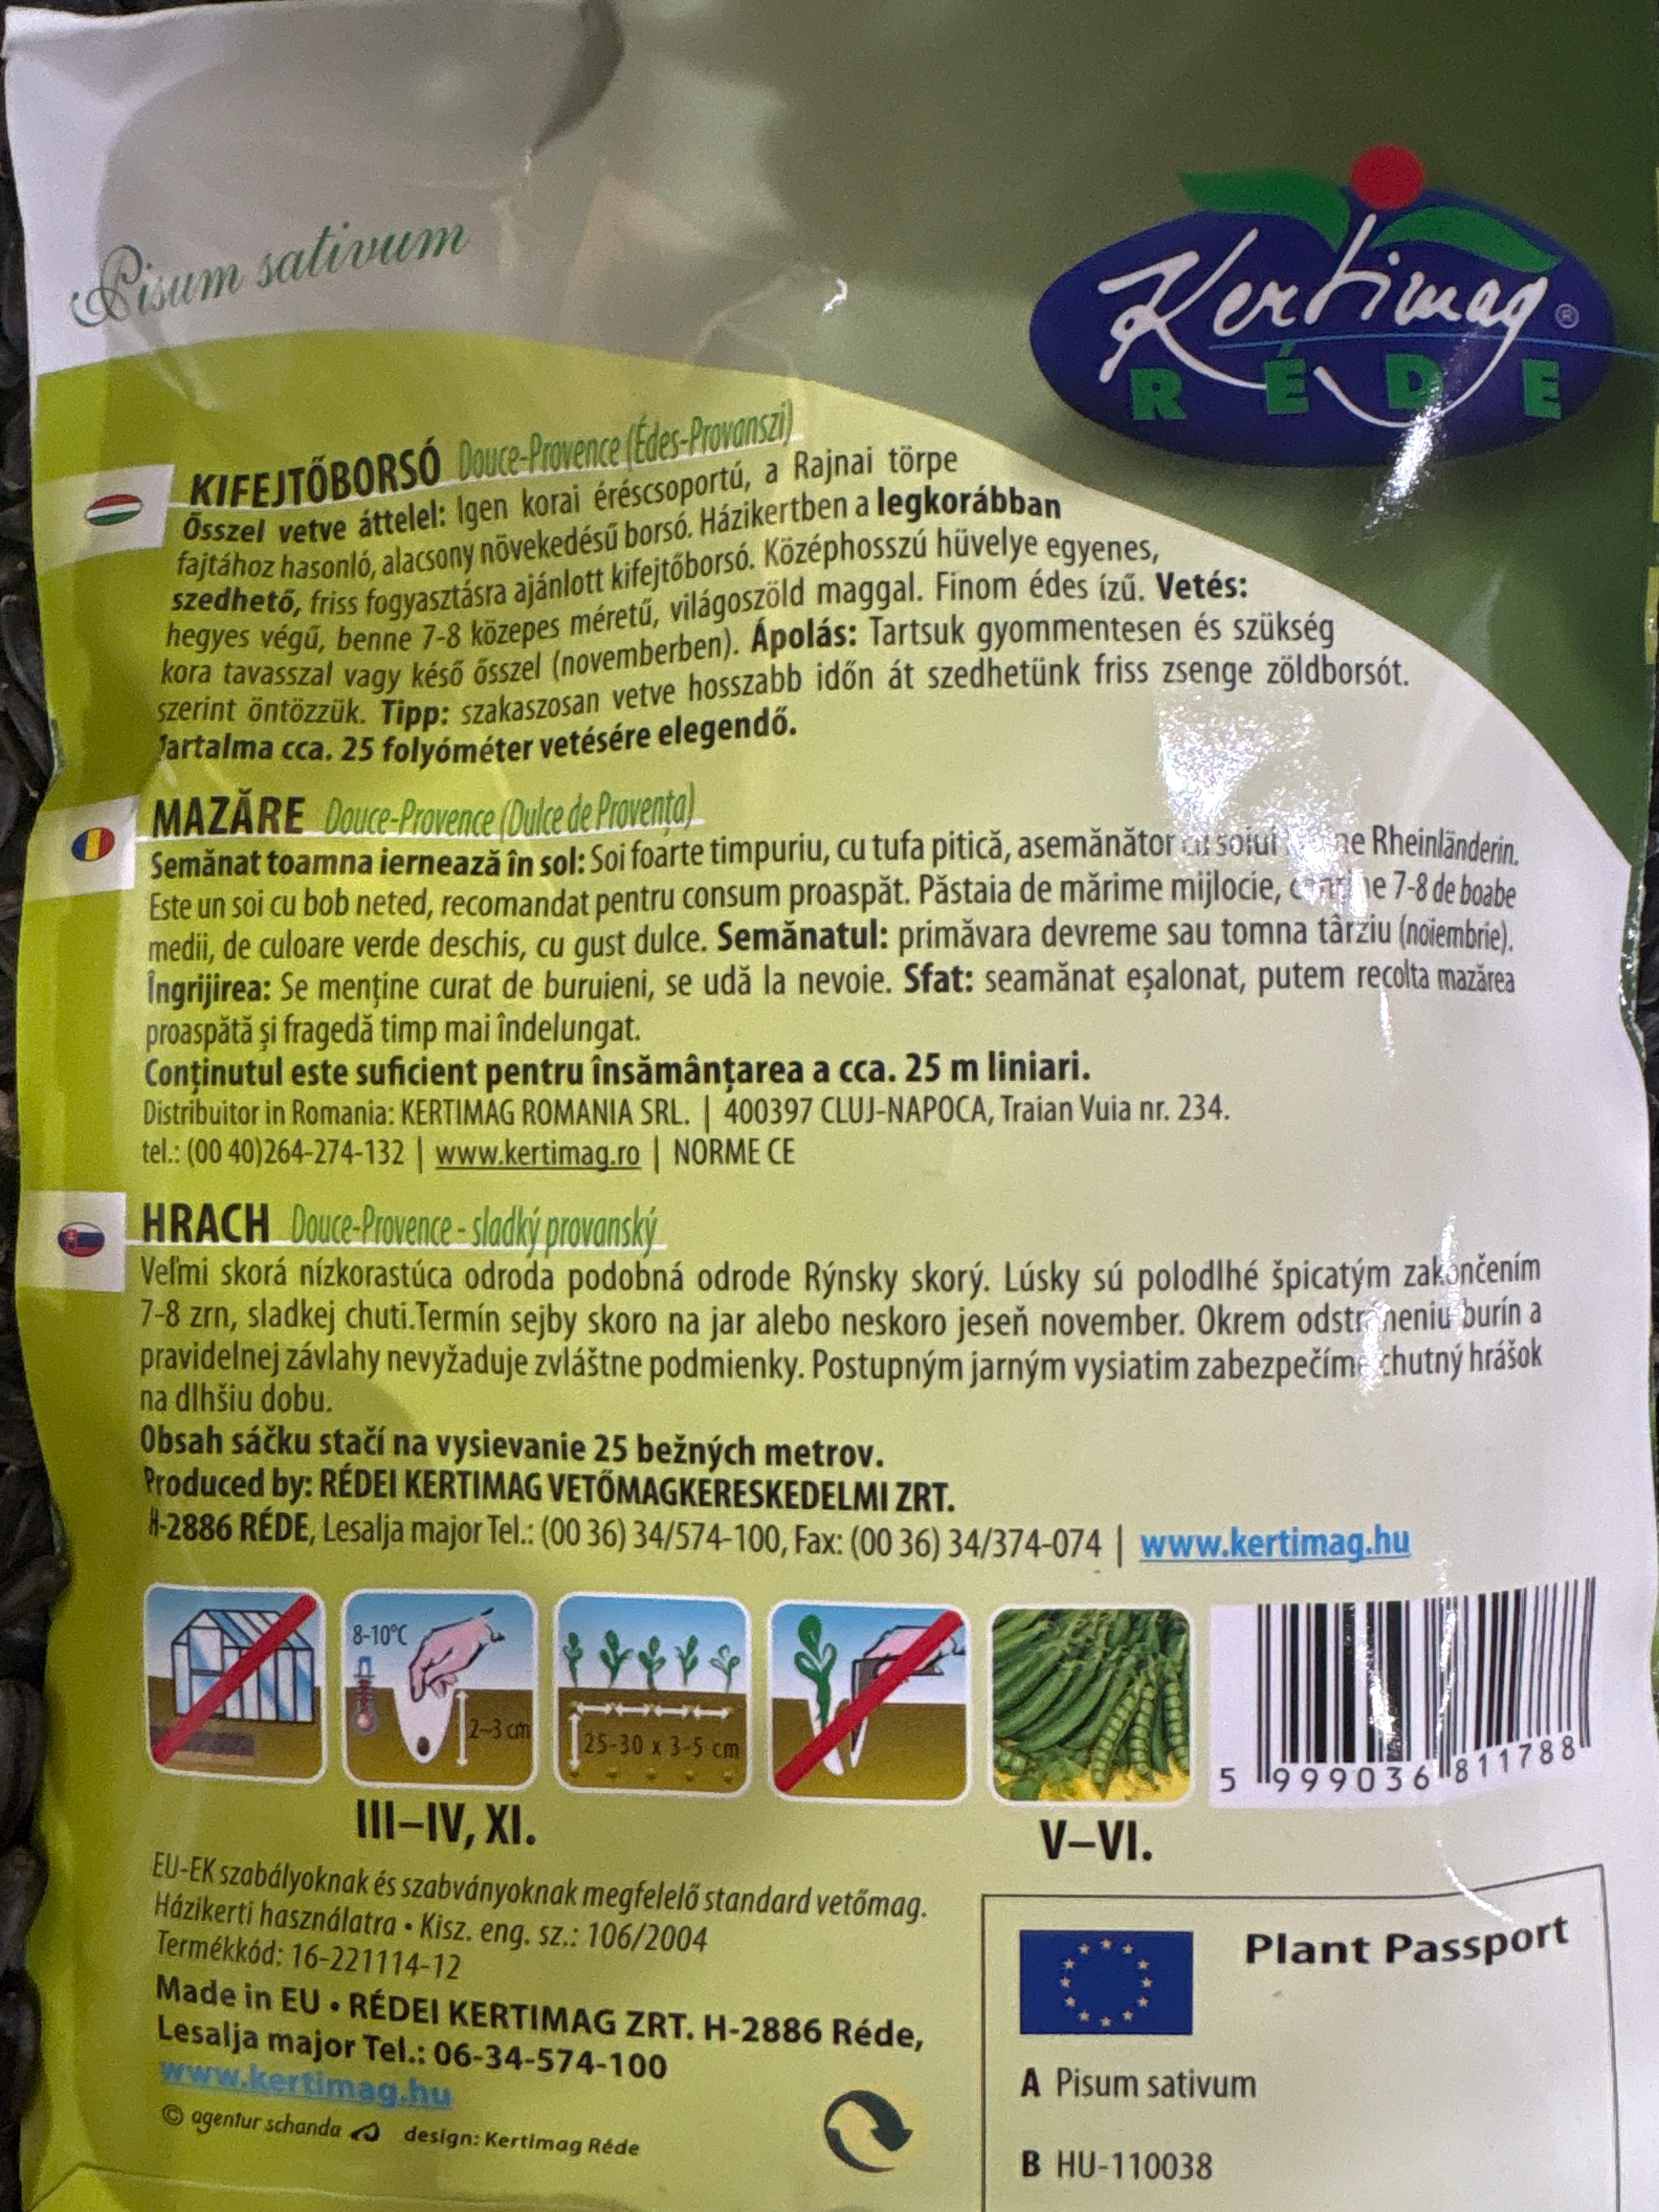 Pisum sativum
Kertimag®
RÉDE
KIFEJTŐBORSÓ Douce-Provence (Édes-Provanszi)
Ősszel vetve áttelel: Igen korai éréscsoportú, a Rajnai törpe
fajtához hasonló, alacsony növekedésű borsó. Házikertben a legkorábban
szedhető, friss fogyasztásra ajánlott kifejtőborsó. Középhosszú hüvelye egyenes,
hegyes végű, benne 7-8 közepes méretű, világoszöld maggal. Finom édes ízű. Vetés:
kora tavasszal vagy késő ősszel (novemberben). Ápolás: Tartsuk gyommentesen és szükség
szerint öntözzük. Tipp: szakaszosan vetve hosszabb időn át szedhetünk friss zsenge zöldborsót.
Tartalma cca. 25 folyóméter vetésére elegendő.
MAZĂRE Douce-Provence (Dulce de Provența)
Semănat toamna iernează în sol: Soi foarte timpuriu, cu tufa pitică, asemănător cu soiul Rheinländerin.
Este un soi cu bob neted, recomandat pentru consum proaspăt. Păstaia de mărime mijlocie, conține 7-8 de boabe
medii, de culoare verde deschis, cu gust dulce. Semănatul: primăvara devreme sau tomna târziu (noiembrie).
Îngrijirea: Se menține curat de buruieni, se udă la nevoie. Sfat: seamănat eșalonat, putem recolta mazărea
proaspătă și fragedă timp mai îndelungat.
Conținutul este suficient pentru însămânțarea a cca. 25 m liniari.
Distribuitor in Romania: KERTIMAG ROMANIA SRL. | 400397 CLUJ-NAPOCA, Traian Vuia nr. 234.
tel.: (00 40)264-274-132 | www.kertimag.ro | NORME CE
HRACH Douce-Provence - sladký provanský
Veľmi skorá nízkorastúca odroda podobná odrode Rýnsky skorý. Lúsky sú polodlhé špicatým zakončením
7-8 zrn, sladkej chuti.Termín sejby skoro na jar alebo neskoro jeseň november. Okrem odstráneniu burín a
pravidelnej závlahy nevyžaduje zvláštne podmienky. Postupným jarným vysiatim zabezpečíme chutný hrášok
na dlhšiu dobu.
Obsah sáčku stačí na vysievanie 25 bežných metrov.
Produced by: RÉDEI KERTIMAG VETŐMAGKERESKEDELMI ZRT.
H-2886 RÉDE, Lesalja major Tel.: (00 36) 34/574-100, Fax: (00 36) 34/374-074 | www.kertimag.hu
8-10°C
2-3 cm
25-30 x 3-5 cm
5 999036 811788
III–IV, XI.
V–VI.
EU-EK szabályoknak és szabványoknak megfelelő standard vetőmag.
Házikerti használatra • Kisz. eng. sz.: 106/2004
Termékkód: 16-221114-12
Made in EU • RÉDEI KERTIMAG ZRT. H-2886 Réde,
Lesalja major Tel.: 06-34-574-100
www.kertimag.hu
© agentur schanda design: Kertimag Réde
Plant Passport
A Pisum sativum
B HU-110038